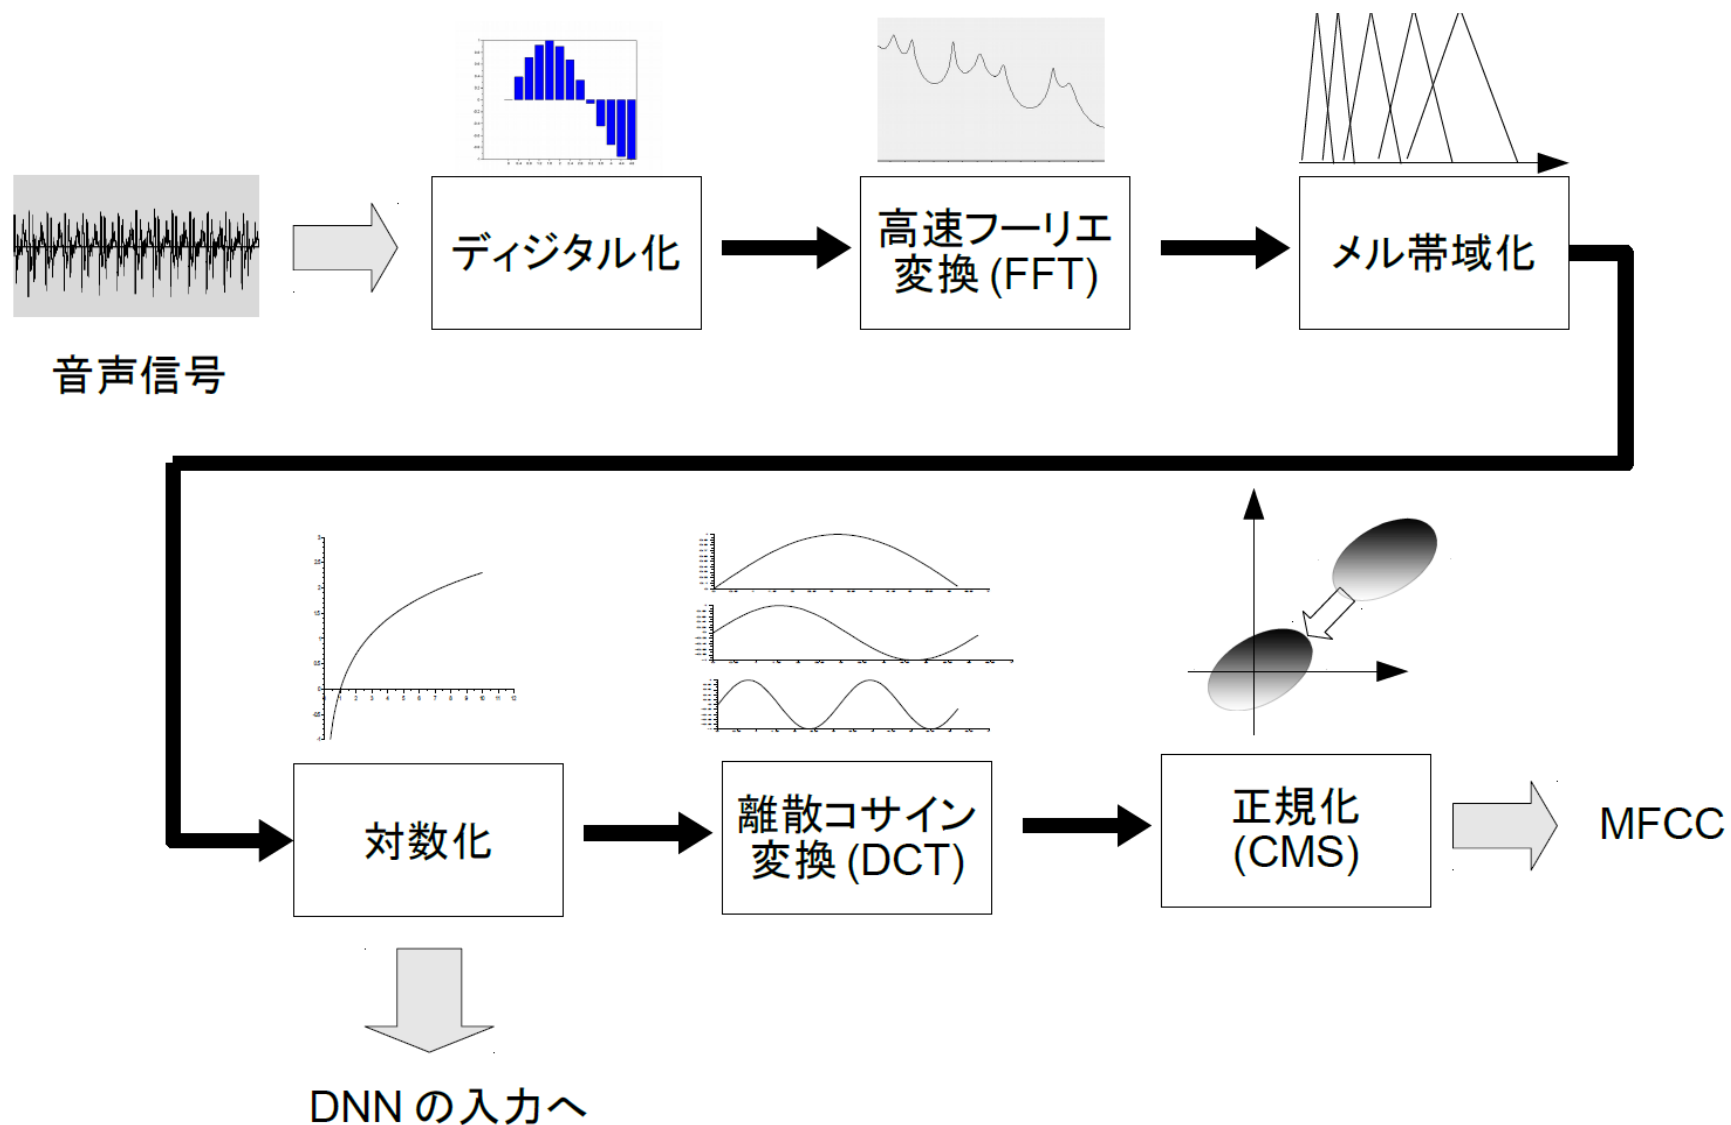 ディジタル化
高速フーリエ
変換 (FFT)
メル帯域化
音声信号
対数化
離散コサイン
変換 (DCT)
正規化
(CMS)
MFCC
DNN の入力へ